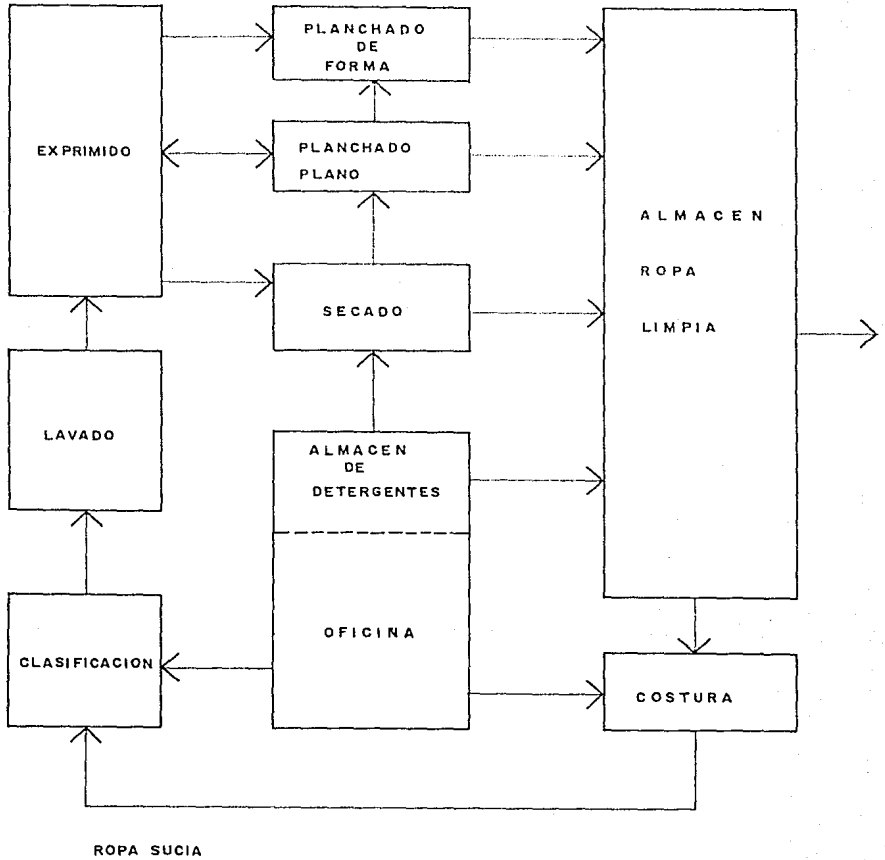 PLANCHADO
DE
FORMA
EXPRIMIDO
PLANCHADO
PLANO
ALMACEN
ROPA
LIMPIA
SECADO
LAVADO
ALMACEN
DE
DETERGENTES
OFICINA
CLASIFICACION
COSTURA
ROPA SUCIA